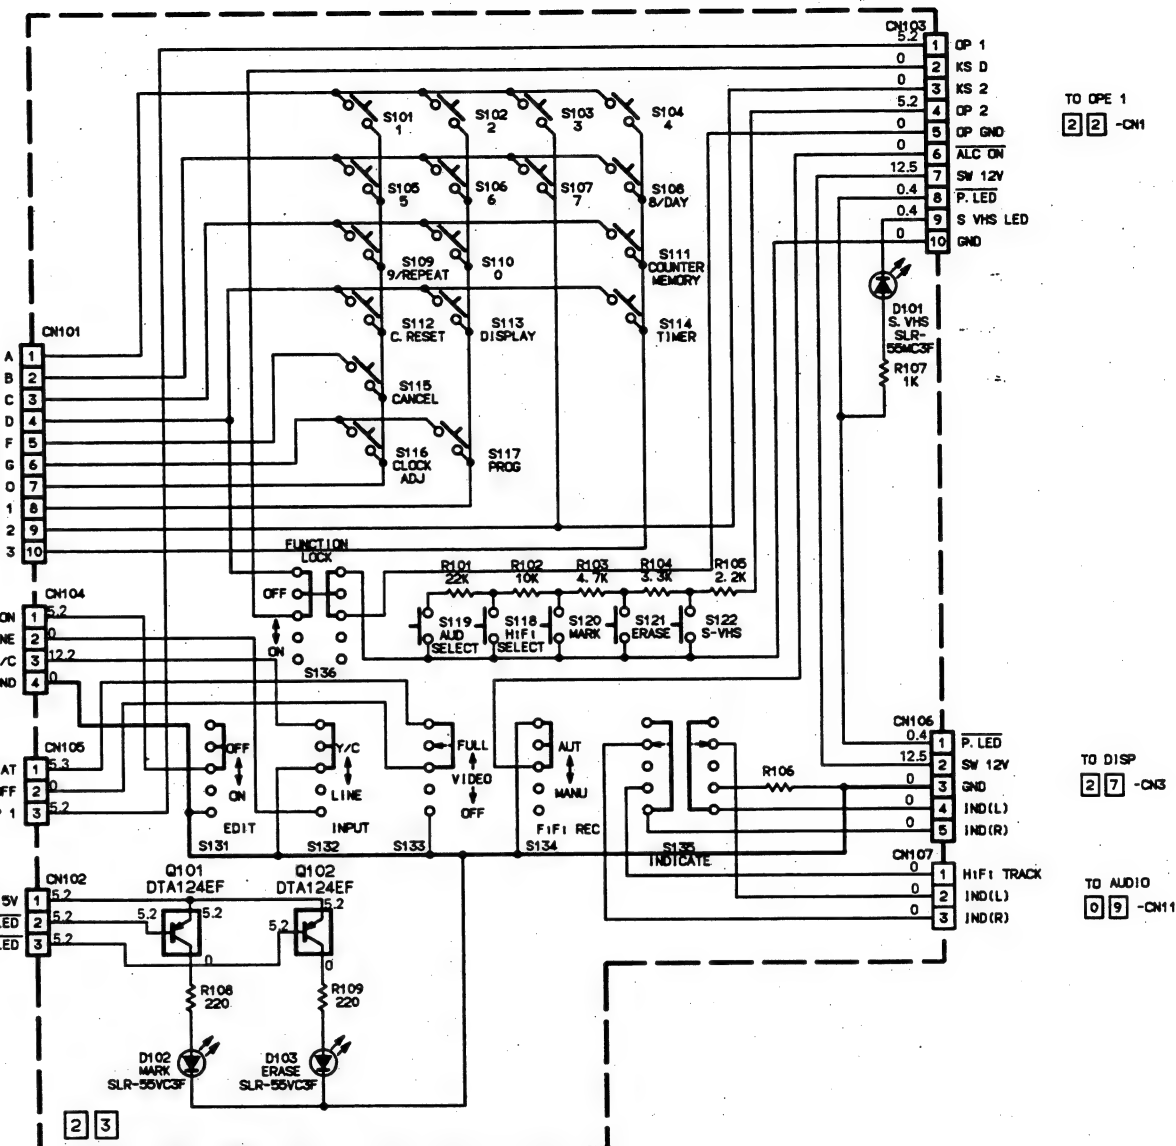 CN103
5.2 1 OP 1
0 2 KS D
0 3 KS 2
5.2 4 OP 2
0 5 OP GND
0 6 ALC ON
12.5 7 SW 12V
0.4 8 P. LED
0.4 9 S VHS LED
0 10 GND
TO OPE 1
2 2 -CN1
S101
1
S102
2
S103
3
S104
4
S105
5
S106
6
S107
7
S108
8/DAY
S109
9/REPEAT
S110
0
S111
COUNTER
MEMORY
S112
C. RESET
S113
DISPLAY
S114
TIMER
S115
CANCEL
S116
CLOCK
ADJ
S117
PROG
D101
S. VHS
SLR-
55MC3F
R107
1K
CN101
A 1
B 2
C 3
D 4
F 5
G 6
0 7
1 8
2 9
3 10
FUNCTION
LOCK
OFF
ON
S136
R101
22K
R102
10K
R103
4.7K
R104
3.3K
R105
2.2K
S119
AUD
SELECT
S118
HiFi
SELECT
S120
MARK
S121
ERASE
S122
S-VHS
CN104
ON 1 5.2
NE 2 0
/C 3 12.2
ND 4 0
CN105
AT 1 5.3
FF 2 0
1 3 5.2
OFF
ON
EDIT
S131
Y/C
LINE
INPUT
S132
FULL
VIDEO
OFF
S133
AUT
MANU
FiFi REC
S134
S135
INDICATE
R106
CN106
0.4 1 P. LED
12.5 2 SW 12V
0 3 GND
0 4 IND(L)
0 5 IND(R)
TO DISP
2 7 -CN3
CN107
0 1 HiFi TRACK
0 2 IND(L)
0 3 IND(R)
TO AUDIO
0 9 -CN11
CN102
5V 1 5.2
LED 2 5.2
LED 3 5.2
Q101
DTA124EF
5.2
5.2
0
Q102
DTA124EF
5.2
5.2
0
R108
220
R109
220
D102
MARK
SLR-55VC3F
D103
ERASE
SLR-55VC3F
2 3